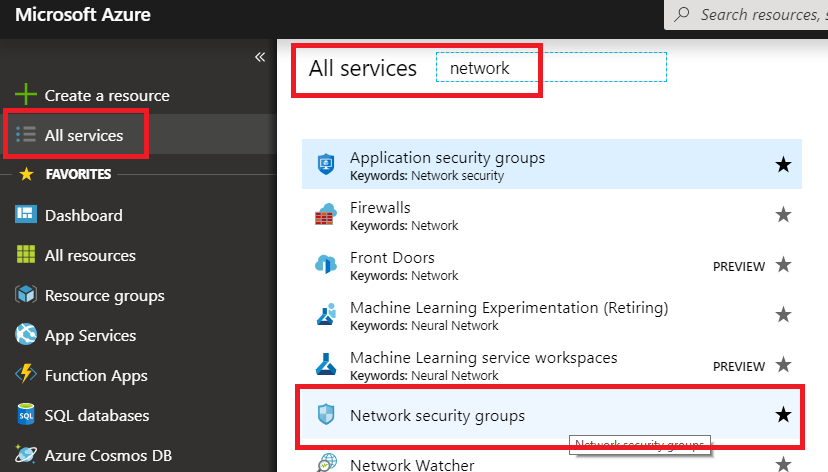 Microsoft Azure
Search resources, s
«
Create a resource
All services
FAVORITES
Dashboard
All resources
Resource groups
App Services
Function Apps
SQL databases
Azure Cosmos DB
All services
network
Application security groups
Keywords: Network security
Firewalls
Keywords: Network
Front Doors
Keywords: Network
PREVIEW
Machine Learning Experimentation (Retiring)
Keywords: Neural Network
Machine Learning service workspaces
Keywords: Neural Network
PREVIEW
Network security groups
Network security groups
Network Watcher